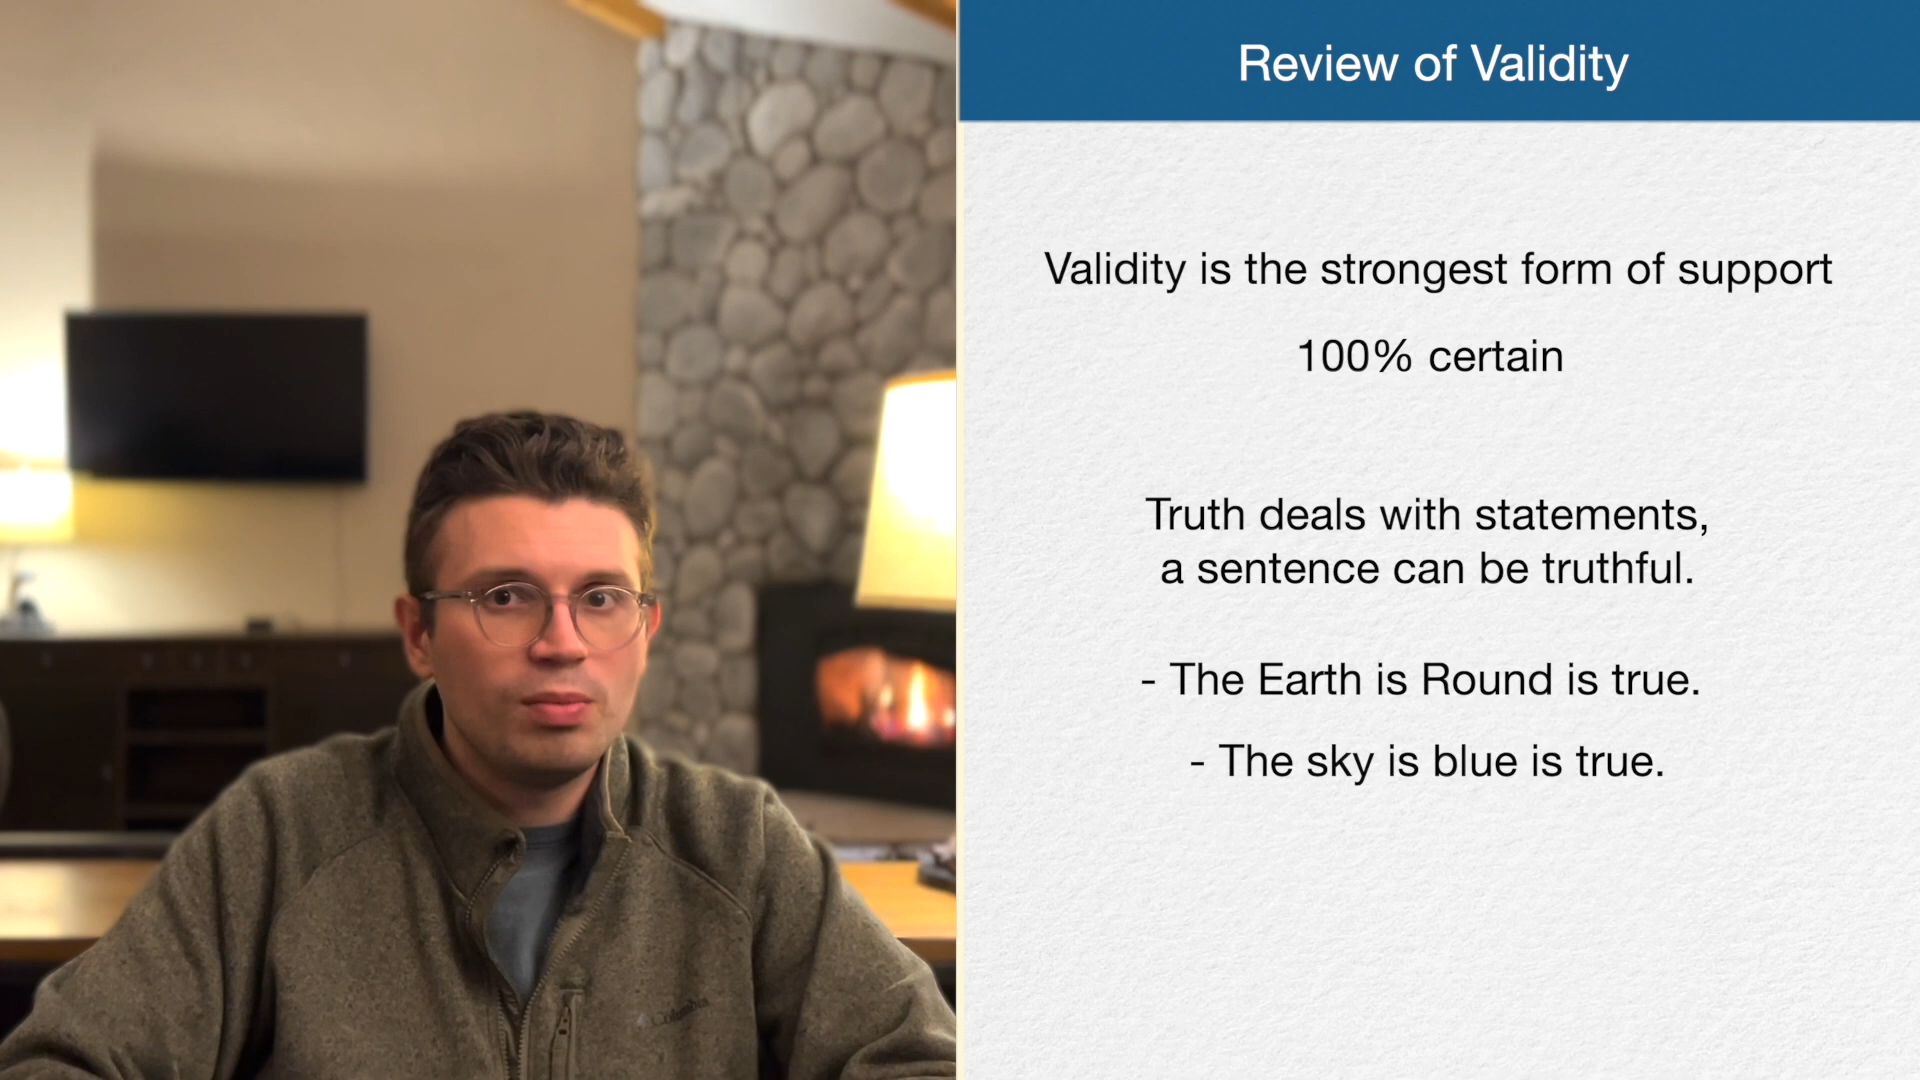 Review of Validity
Validity is the strongest form of support
100% certain
Truth deals with statements,
a sentence can be truthful.
- The Earth is Round is true.
- The sky is blue is true.
Columbia